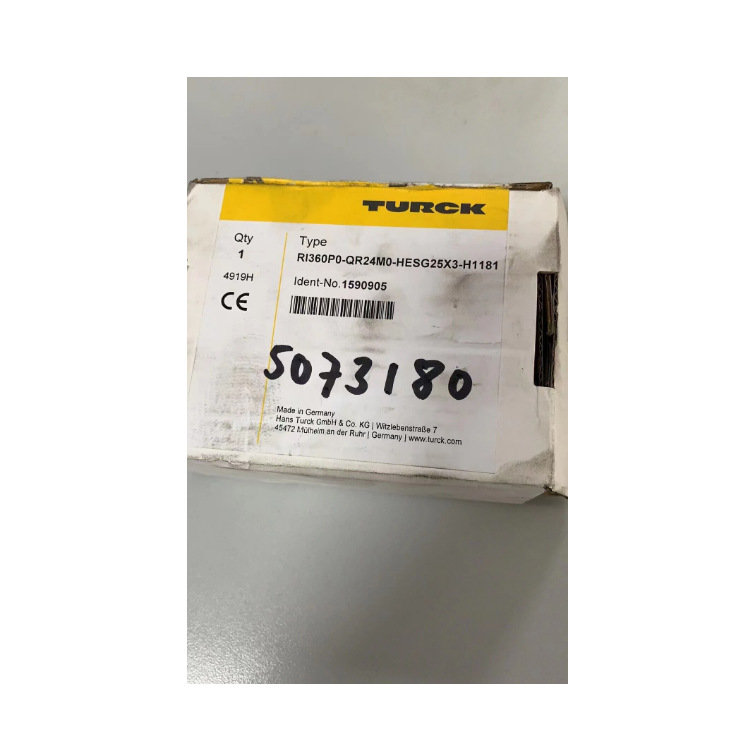 TURCK
Qty
1
4919H
CE
Type
RI360P0-QR24M0-HESG25X3-H1181
Ident-No.1590905
5073180
Made in Germany
Hans Turck GmbH & Co. KG | Witzlebenstraße 7
45472 Mülheim an der Ruhr | Germany | www.turck.com